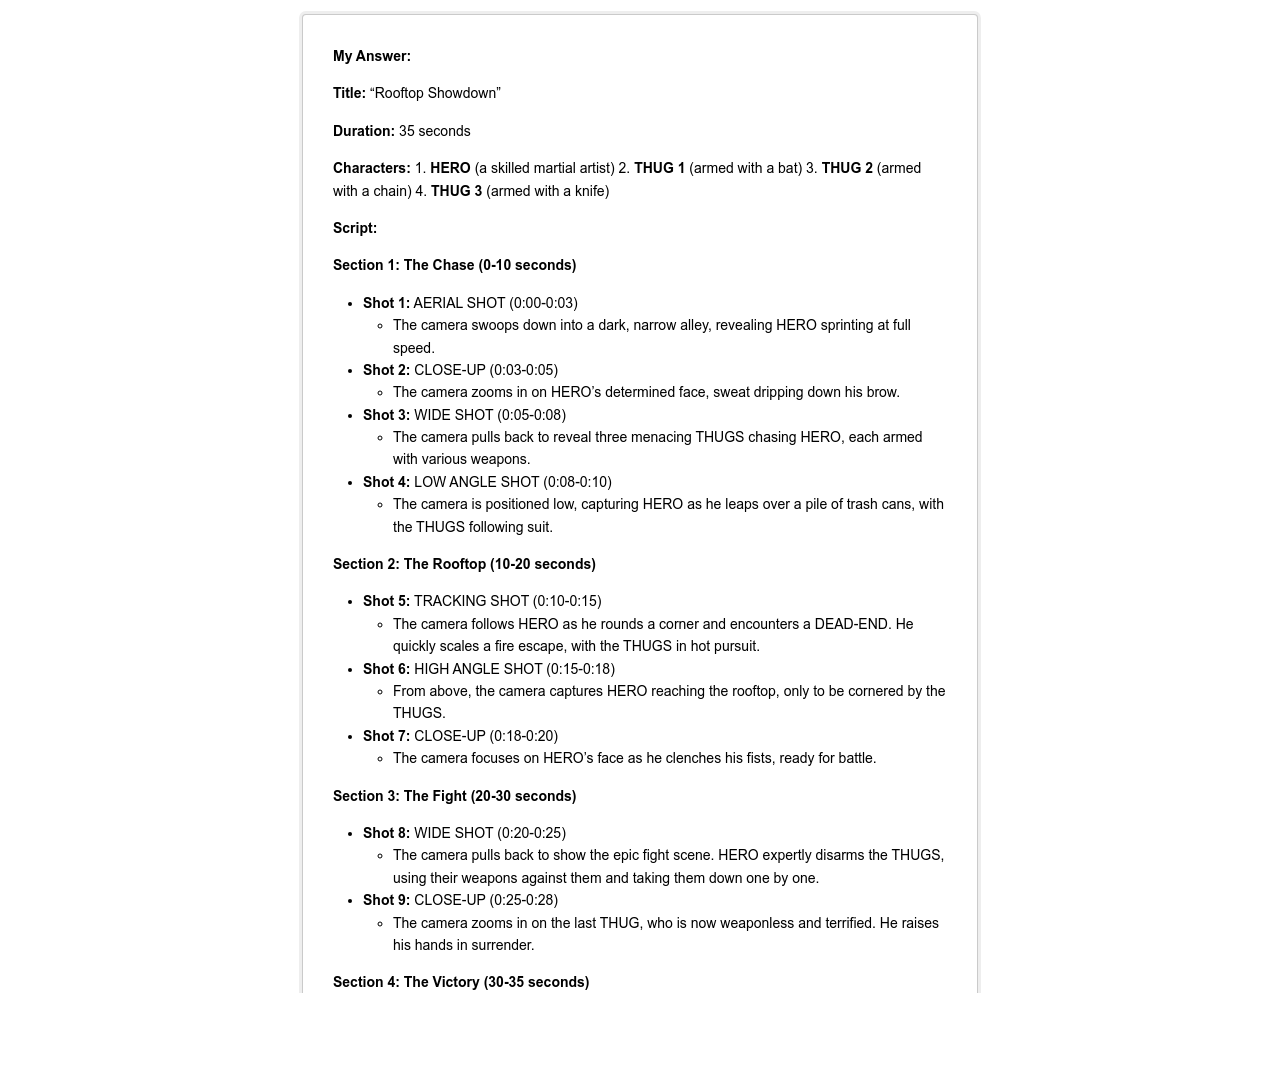 My Answer:
Title: “Rooftop Showdown”
Duration: 35 seconds
Characters: 1. HERO (a skilled martial artist) 2. THUG 1 (armed with a bat) 3. THUG 2 (armed
with a chain) 4. THUG 3 (armed with a knife)
Script:
Section 1: The Chase (0-10 seconds)
• Shot 1: AERIAL SHOT (0:00-0:03)
◦ The camera swoops down into a dark, narrow alley, revealing HERO sprinting at full
speed.
• Shot 2: CLOSE-UP (0:03-0:05)
◦ The camera zooms in on HERO’s determined face, sweat dripping down his brow.
• Shot 3: WIDE SHOT (0:05-0:08)
◦ The camera pulls back to reveal three menacing THUGS chasing HERO, each armed
with various weapons.
• Shot 4: LOW ANGLE SHOT (0:08-0:10)
◦ The camera is positioned low, capturing HERO as he leaps over a pile of trash cans, with
the THUGS following suit.
Section 2: The Rooftop (10-20 seconds)
• Shot 5: TRACKING SHOT (0:10-0:15)
◦ The camera follows HERO as he rounds a corner and encounters a DEAD-END. He
quickly scales a fire escape, with the THUGS in hot pursuit.
• Shot 6: HIGH ANGLE SHOT (0:15-0:18)
◦ From above, the camera captures HERO reaching the rooftop, only to be cornered by the
THUGS.
• Shot 7: CLOSE-UP (0:18-0:20)
◦ The camera focuses on HERO’s face as he clenches his fists, ready for battle.
Section 3: The Fight (20-30 seconds)
• Shot 8: WIDE SHOT (0:20-0:25)
◦ The camera pulls back to show the epic fight scene. HERO expertly disarms the THUGS,
using their weapons against them and taking them down one by one.
• Shot 9: CLOSE-UP (0:25-0:28)
◦ The camera zooms in on the last THUG, who is now weaponless and terrified. He raises
his hands in surrender.
Section 4: The Victory (30-35 seconds)